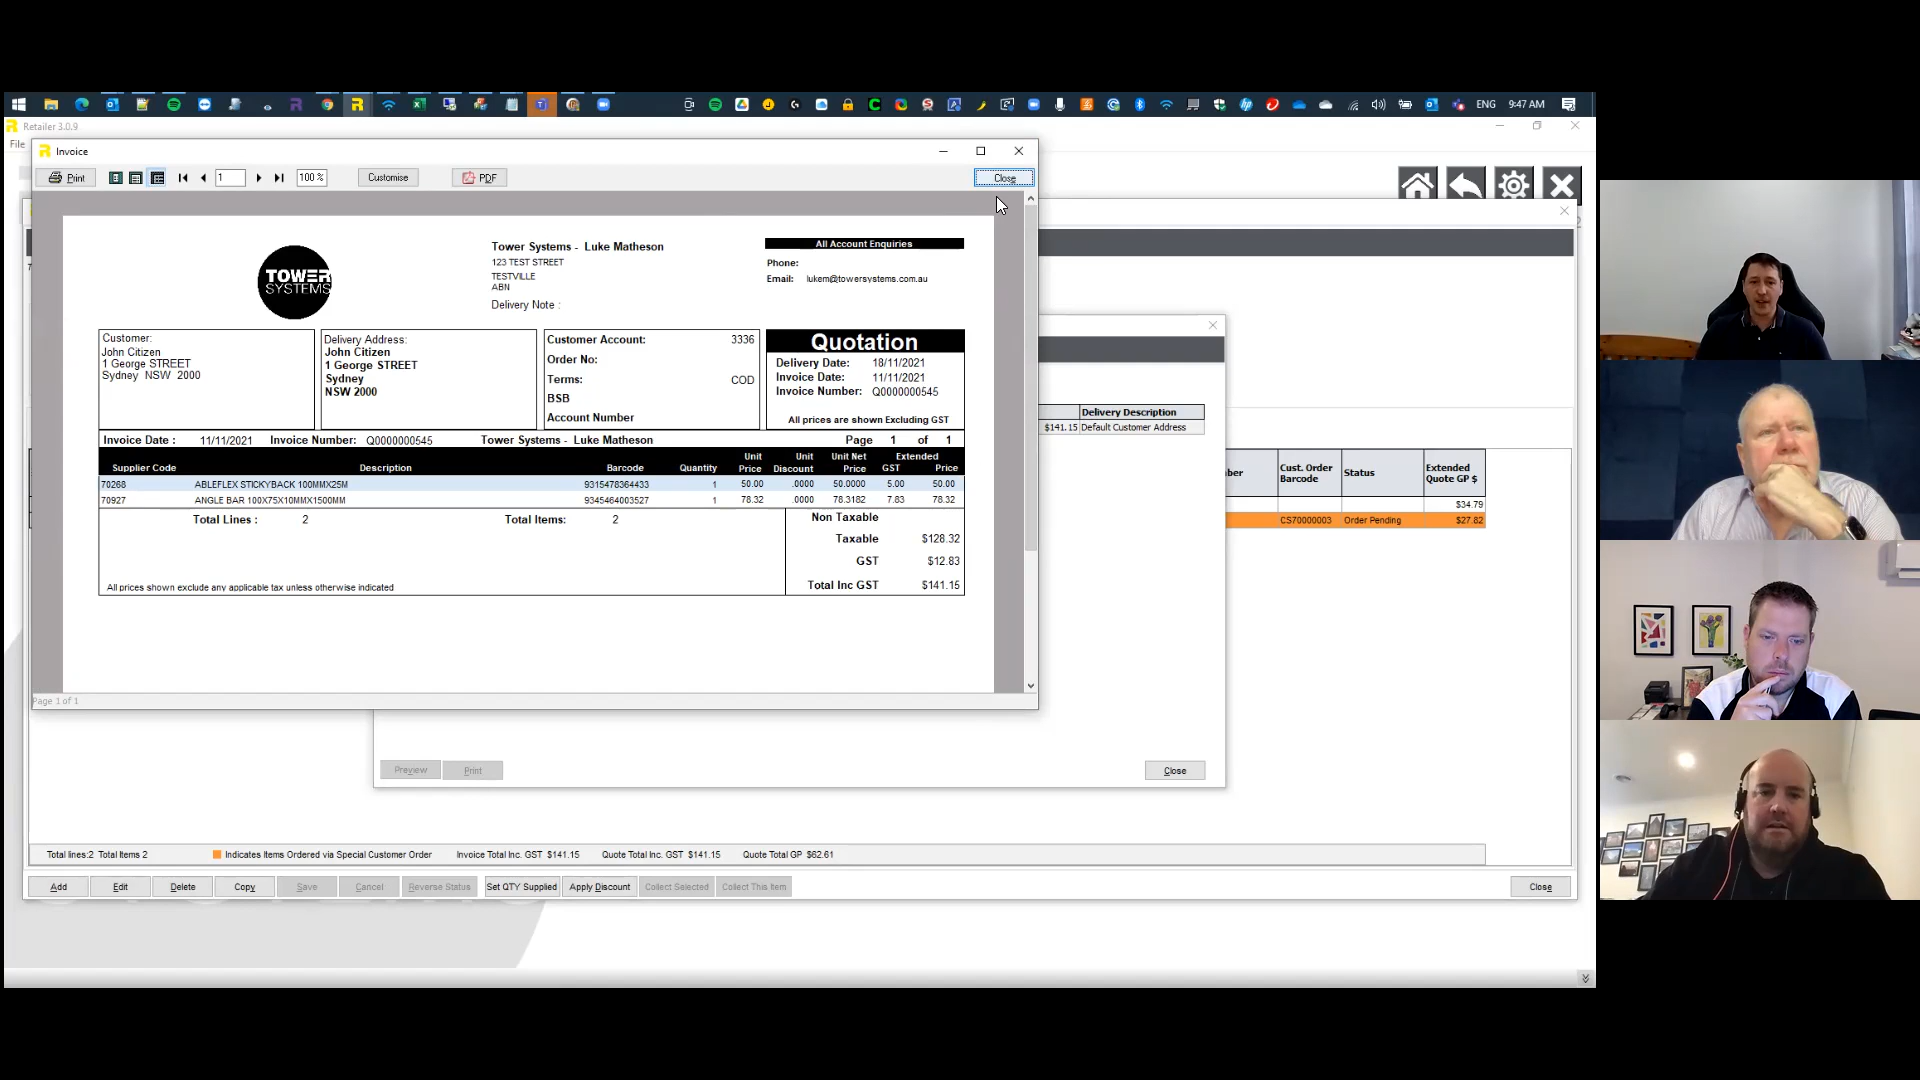 ENG 9:47 AM
Retailer 3.0.9
File
Invoice
Print 1 100 % Customise PDF Close
Tower Systems - Luke Matheson
123 TEST STREET
TESTVILLE
ABN
Delivery Note :
All Account Enquiries
Phone:
Email: lukem@towersystems.com.au
TOWER
SYSTEMS
Customer:
John Citizen
1 George STREET
Sydney NSW 2000
Delivery Address:
John Citizen
1 George STREET
Sydney
NSW 2000
Customer Account: 3336
Order No:
Terms: COD
BSB
Account Number
Quotation
Delivery Date: 18/11/2021
Invoice Date: 11/11/2021
Invoice Number: Q0000000545
All prices are shown Excluding GST
Invoice Date : 11/11/2021 Invoice Number: Q0000000545 Tower Systems - Luke Matheson Page 1 of 1
Supplier Code Description Barcode Quantity Unit Price Unit Discount Unit Net Price Extended GST Price
70268 ABLEFLEX STICKYBACK 100MMX25M 9315478364433 1 50.00 .0000 50.0000 5.00 50.00
70927 ANGLE BAR 100X75X10MMX1500MM 9345464003527 1 78.32 .0000 78.3182 7.83 78.32
Total Lines : 2 Total Items: 2
Non Taxable
Taxable $128.32
GST $12.83
Total Inc GST $141.15
All prices shown exclude any applicable tax unless otherwise indicated
Page 1 of 1
Delivery Description
$141.15 Default Customer Address
Cust. Order Barcode Status Extended Quote GP $
$34.79
CS70000003 Order Pending $27.82
Preview Print Close
Total lines:2 Total Items 2 Indicates Items Ordered via Special Customer Order Invoice Total Inc. GST $141.15 Quote Total Inc. GST $141.15 Quote Total GP $62.61
Add Edit Delete Copy Save Cancel Reverse Status Set QTY Supplied Apply Discount Collect Selected Collect This Item Close